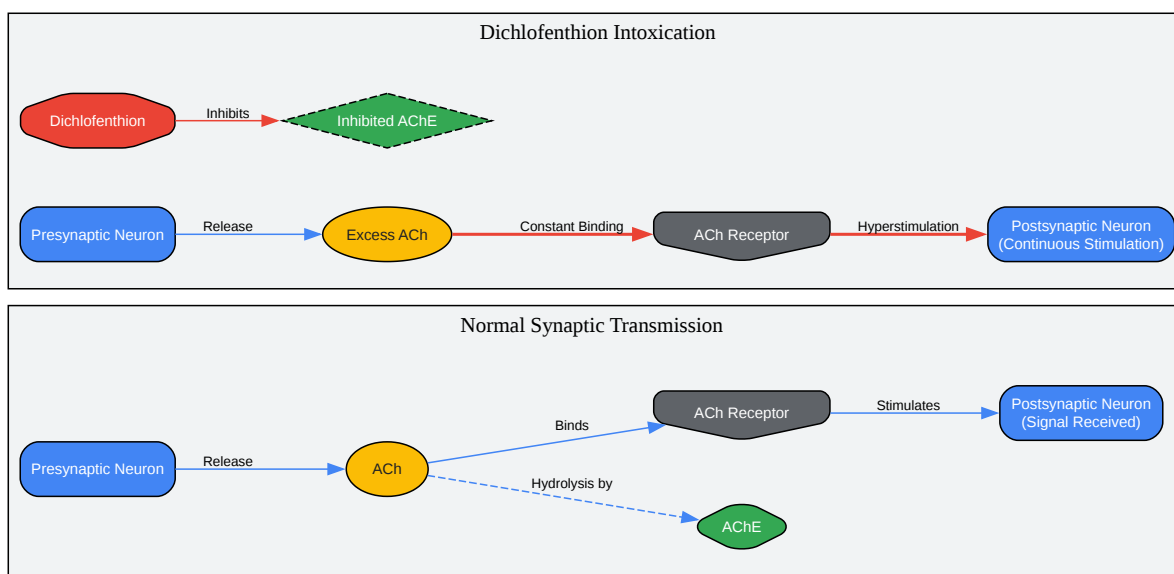 Dichlofenthion Intoxication
Dichlofenthion
Inhibits
Inhibited AChE
Presynaptic Neuron
Release
Excess ACh
Constant Binding
ACh Receptor
Hyperstimulation
Postsynaptic Neuron
(Continuous Stimulation)
Normal Synaptic Transmission
Presynaptic Neuron
Release
ACh
Binds
ACh Receptor
Stimulates
Postsynaptic Neuron
(Signal Received)
Hydrolysis by
AChE